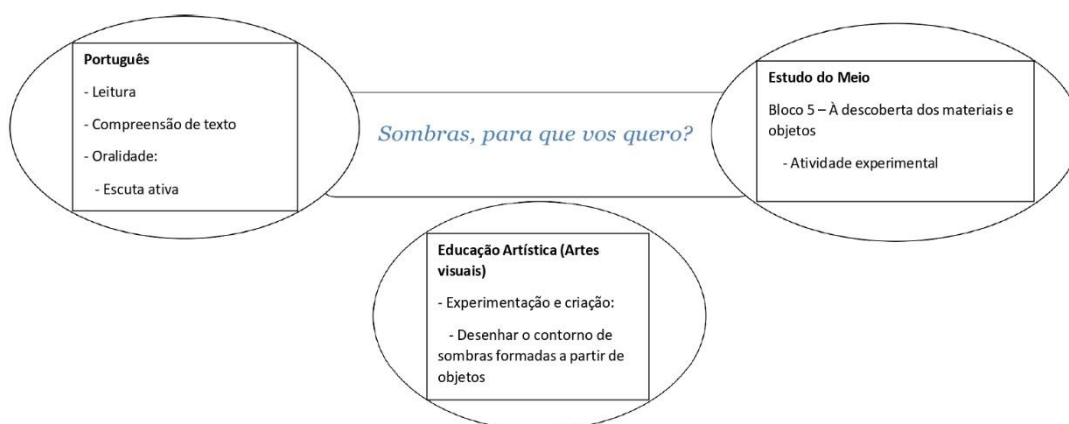 Português
- Leitura
- Compreensão de texto
- Oralidade:
- Escuta ativa
Sombras, para que vos quero?
Estudo do Meio
Bloco 5 – À descoberta dos materiais e
objetos
- Atividade experimental
Educação Artística (Artes
visuais)
- Experimentação e criação:
- Desenhar o contorno de
sombras formadas a partir de
objetos